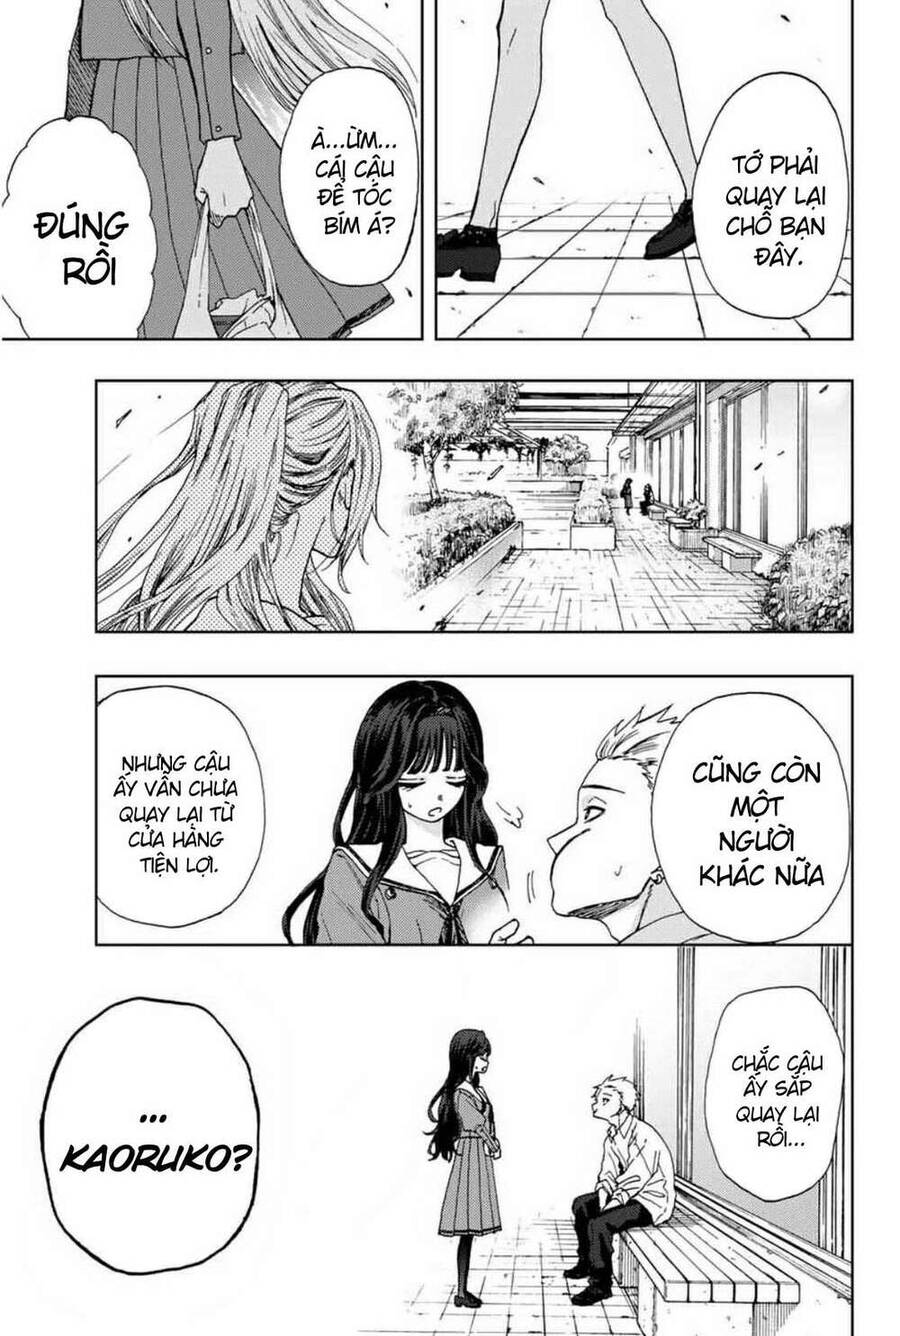 TỚ PHẢI
QUAY LẠI
CHỖ BẠN
ĐÂY.
À...ỪM...
CÁI CẬU
ĐỂ TÓC
BÍM Á?
ĐÚNG
RỒI
CŨNG CÒN
MỘT
NGƯỜI
KHÁC NỮA
NHƯNG CẬU
ẤY VẪN CHƯA
QUAY LẠI TỪ
CỬA HÀNG
TIỆN LỢI.
CHẮC CẬU
ẤY SẮP
QUAY LẠI
RỒI...
...
KAORUKO?